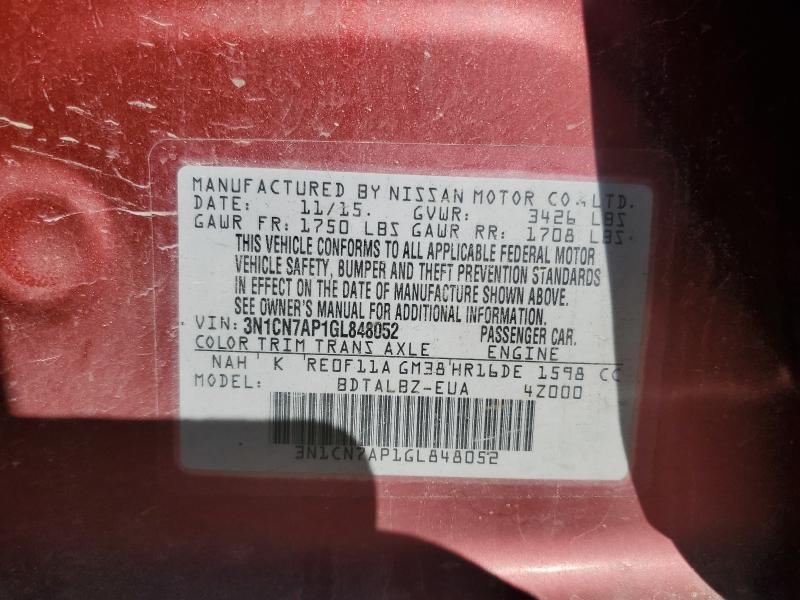 MANUFACTURED BY NISSAN MOTOR CO., LTD.
DATE: 11/15. GVWR: 3426 LBS
GAWR FR: 1750 LBS GAWR RR: 1708 LBS.
THIS VEHICLE CONFORMS TO ALL APPLICABLE FEDERAL MOTOR
VEHICLE SAFETY, BUMPER AND THEFT PREVENTION STANDARDS
IN EFFECT ON THE DATE OF MANUFACTURE SHOWN ABOVE.
SEE OWNER'S MANUAL FOR ADDITIONAL INFORMATION.
VIN: 3N1CN7AP1GL848052 PASSENGER CAR.
COLOR TRIM TRANS AXLE ENGINE
NAH ' K 'RE0F11A GM38'HR16DE 1598 CC
MODEL: BDTALBZ-EUA 4Z000
3N1CN7AP1GL848052